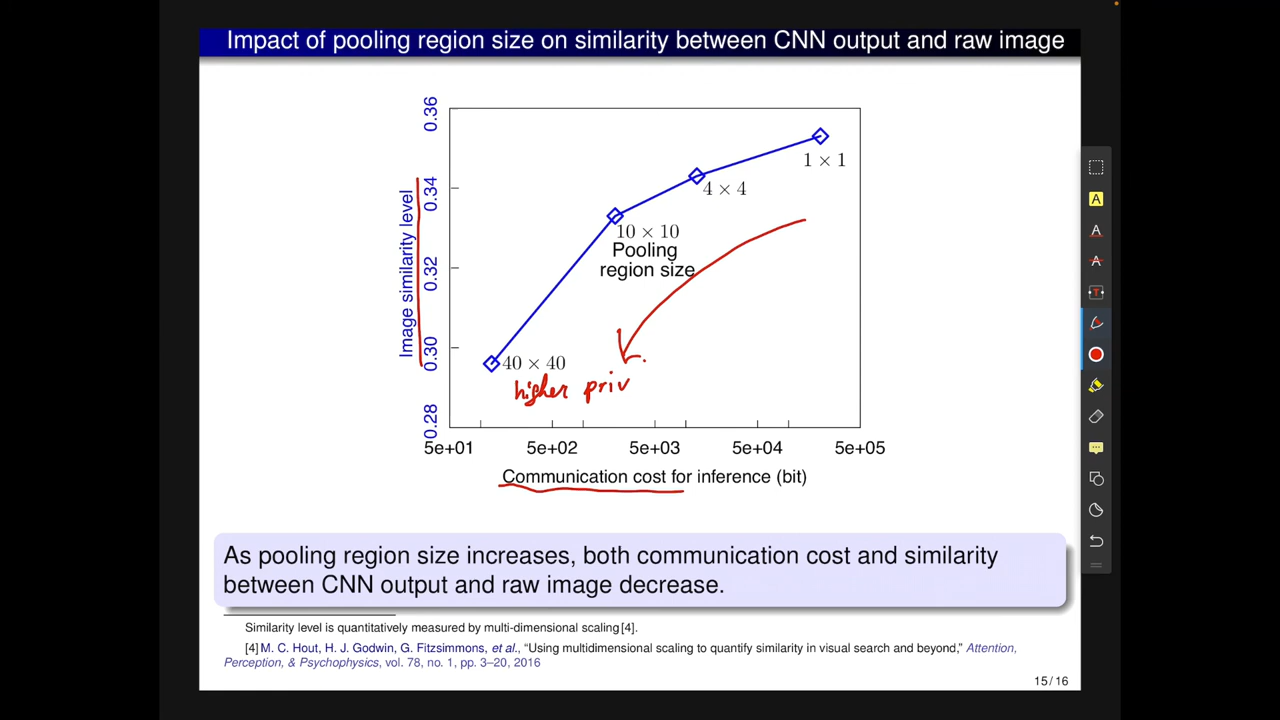 Impact of pooling region size on similarity between CNN output and raw image
0.36
0.34
0.32
0.30
0.28
Image similarity level
1 × 1
4 × 4
10 × 10
Pooling
region size
40 × 40
higher priv
5e+01 5e+02 5e+03 5e+04 5e+05
Communication cost for inference (bit)
As pooling region size increases, both communication cost and similarity
between CNN output and raw image decrease.
Similarity level is quantitatively measured by multi-dimensional scaling[4].
[4] M. C. Hout, H. J. Godwin, G. Fitzsimmons, et al., “Using multidimensional scaling to quantify similarity in visual search and beyond,” Attention,
Perception, & Psychophysics, vol. 78, no. 1, pp. 3–20, 2016
15/16
A
A
A
T